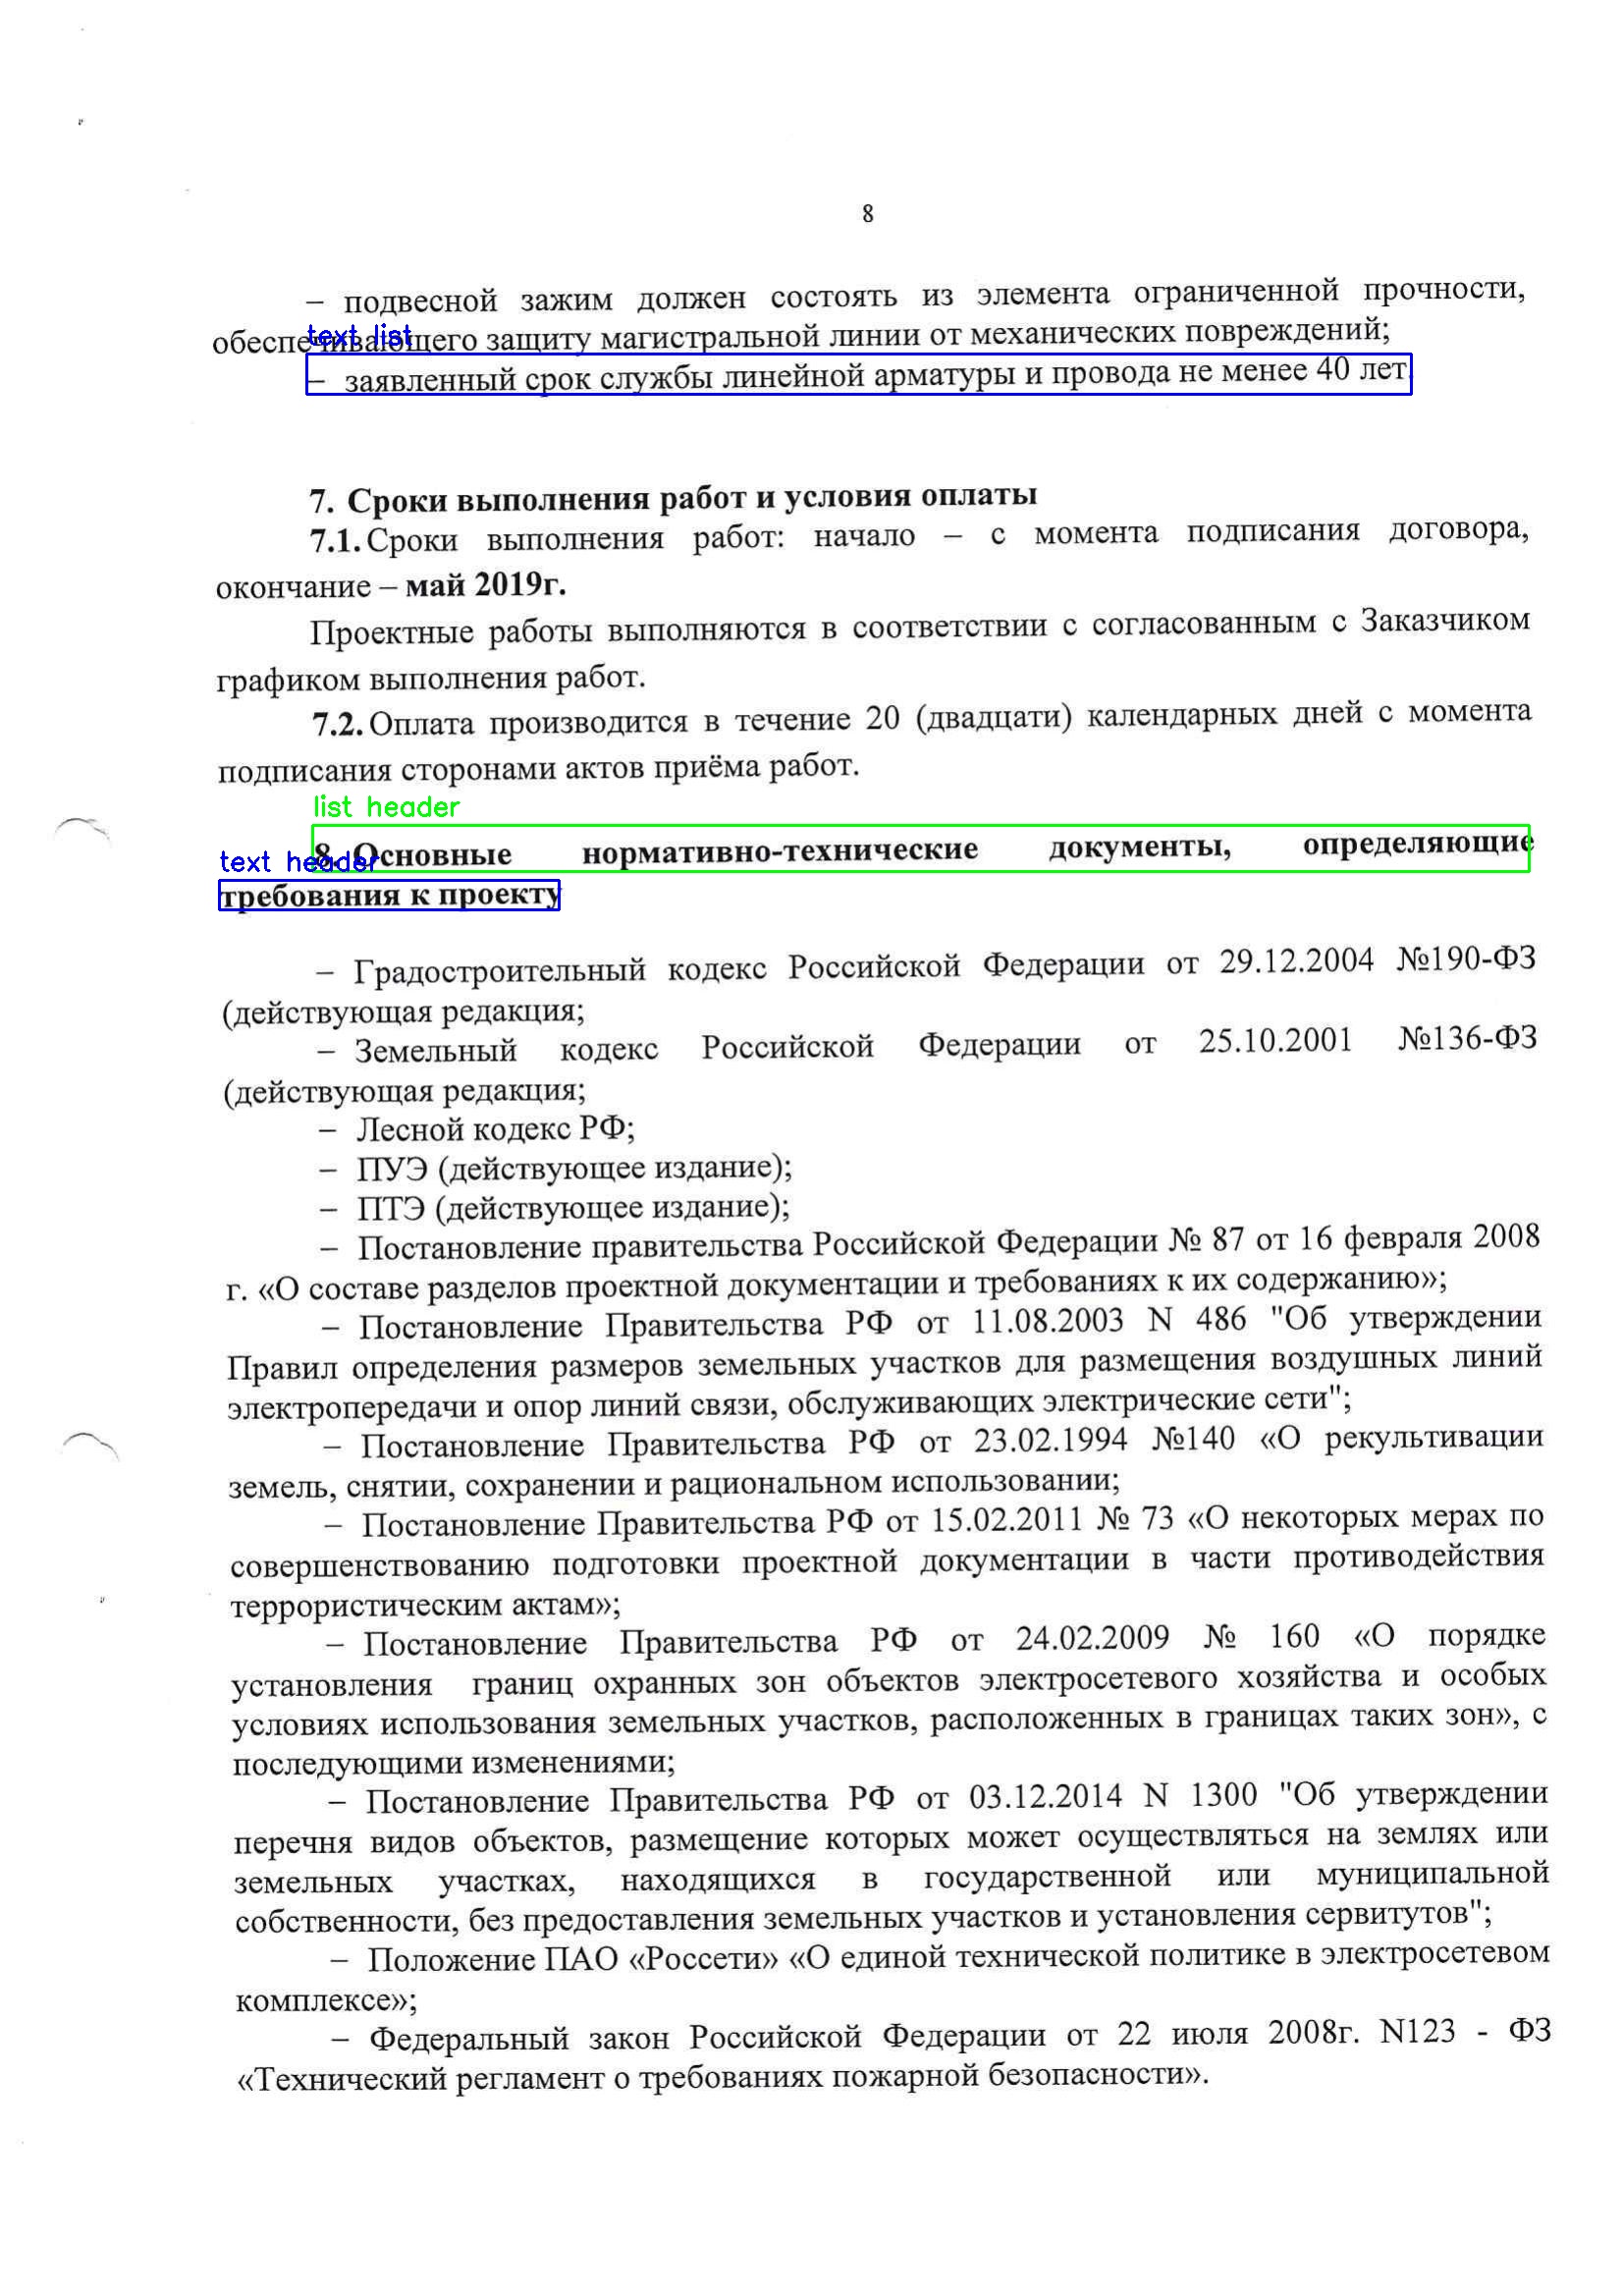 8
– подвесной зажим должен состоять из элемента ограниченной прочности,
обеспечивающего защиту магистральной линии от механических повреждений;
text list
– заявленный срок службы линейной арматуры и провода не менее 40 лет.
7. Сроки выполнения работ и условия оплаты
7.1. Сроки выполнения работ: начало – с момента подписания договора,
окончание – май 2019г.
Проектные работы выполняются в соответствии с согласованным с Заказчиком
графиком выполнения работ.
7.2. Оплата производится в течение 20 (двадцати) календарных дней с момента
подписания сторонами актов приёма работ.
list header
8. Основные нормативно-технические документы, определяющие
text header
требования к проекту
– Градостроительный кодекс Российской Федерации от 29.12.2004 №190-ФЗ
(действующая редакция;
– Земельный кодекс Российской Федерации от 25.10.2001 №136-ФЗ
(действующая редакция;
– Лесной кодекс РФ;
– ПУЭ (действующее издание);
– ПТЭ (действующее издание);
– Постановление правительства Российской Федерации № 87 от 16 февраля 2008
г. «О составе разделов проектной документации и требованиях к их содержанию»;
– Постановление Правительства РФ от 11.08.2003 N 486 "Об утверждении
Правил определения размеров земельных участков для размещения воздушных линий
электропередачи и опор линий связи, обслуживающих электрические сети";
– Постановление Правительства РФ от 23.02.1994 №140 «О рекультивации
земель, снятии, сохранении и рациональном использовании;
– Постановление Правительства РФ от 15.02.2011 № 73 «О некоторых мерах по
совершенствованию подготовки проектной документации в части противодействия
террористическим актам»;
– Постановление Правительства РФ от 24.02.2009 № 160 «О порядке
установления границ охранных зон объектов электросетевого хозяйства и особых
условиях использования земельных участков, расположенных в границах таких зон», с
последующими изменениями;
– Постановление Правительства РФ от 03.12.2014 N 1300 "Об утверждении
перечня видов объектов, размещение которых может осуществляться на землях или
земельных участках, находящихся в государственной или муниципальной
собственности, без предоставления земельных участков и установления сервитутов";
– Положение ПАО «Россети» «О единой технической политике в электросетевом
комплексе»;
– Федеральный закон Российской Федерации от 22 июля 2008г. N123 - ФЗ
«Технический регламент о требованиях пожарной безопасности».